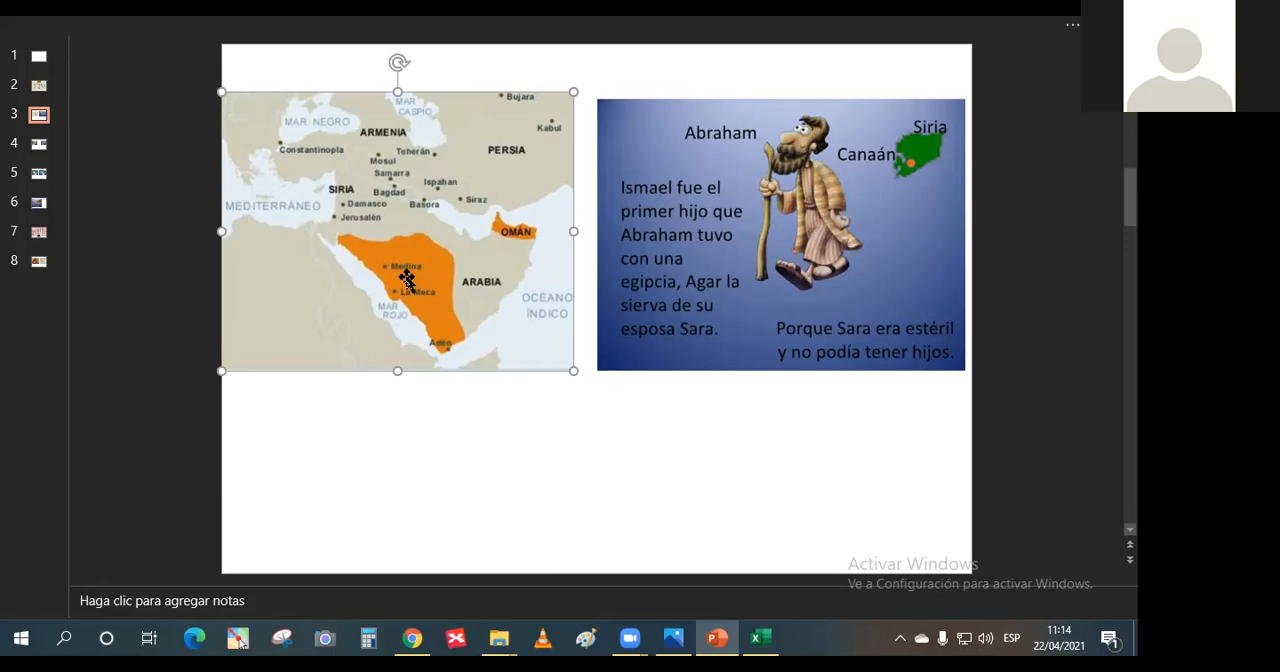 1
2
3
4
5
6
7
8
MAR
CASPIO
Bujara
MAR NEGRO
ARMENIA
Kabul
Constantinopla
Teherán
PERSIA
Mosul
Samarra
SIRIA
Bagdad
Ispahan
MEDITERRÁNEO
Damasco
Basora
Siraz
Jerusalén
OMÁN
Medina
ARABIA
La Meca
MAR
ROJO
OCÉANO
ÍNDICO
Adén
Abraham
Siria
Canaán
Ismael fue el
primer hijo que
Abraham tuvo
con una
egipcia, Agar la
sierva de su
esposa Sara.
Porque Sara era estéril
y no podía tener hijos.
Activar Windows
Ve a Configuración para activar Windows.
Haga clic para agregar notas
ESP
11:14
22/04/2021
1